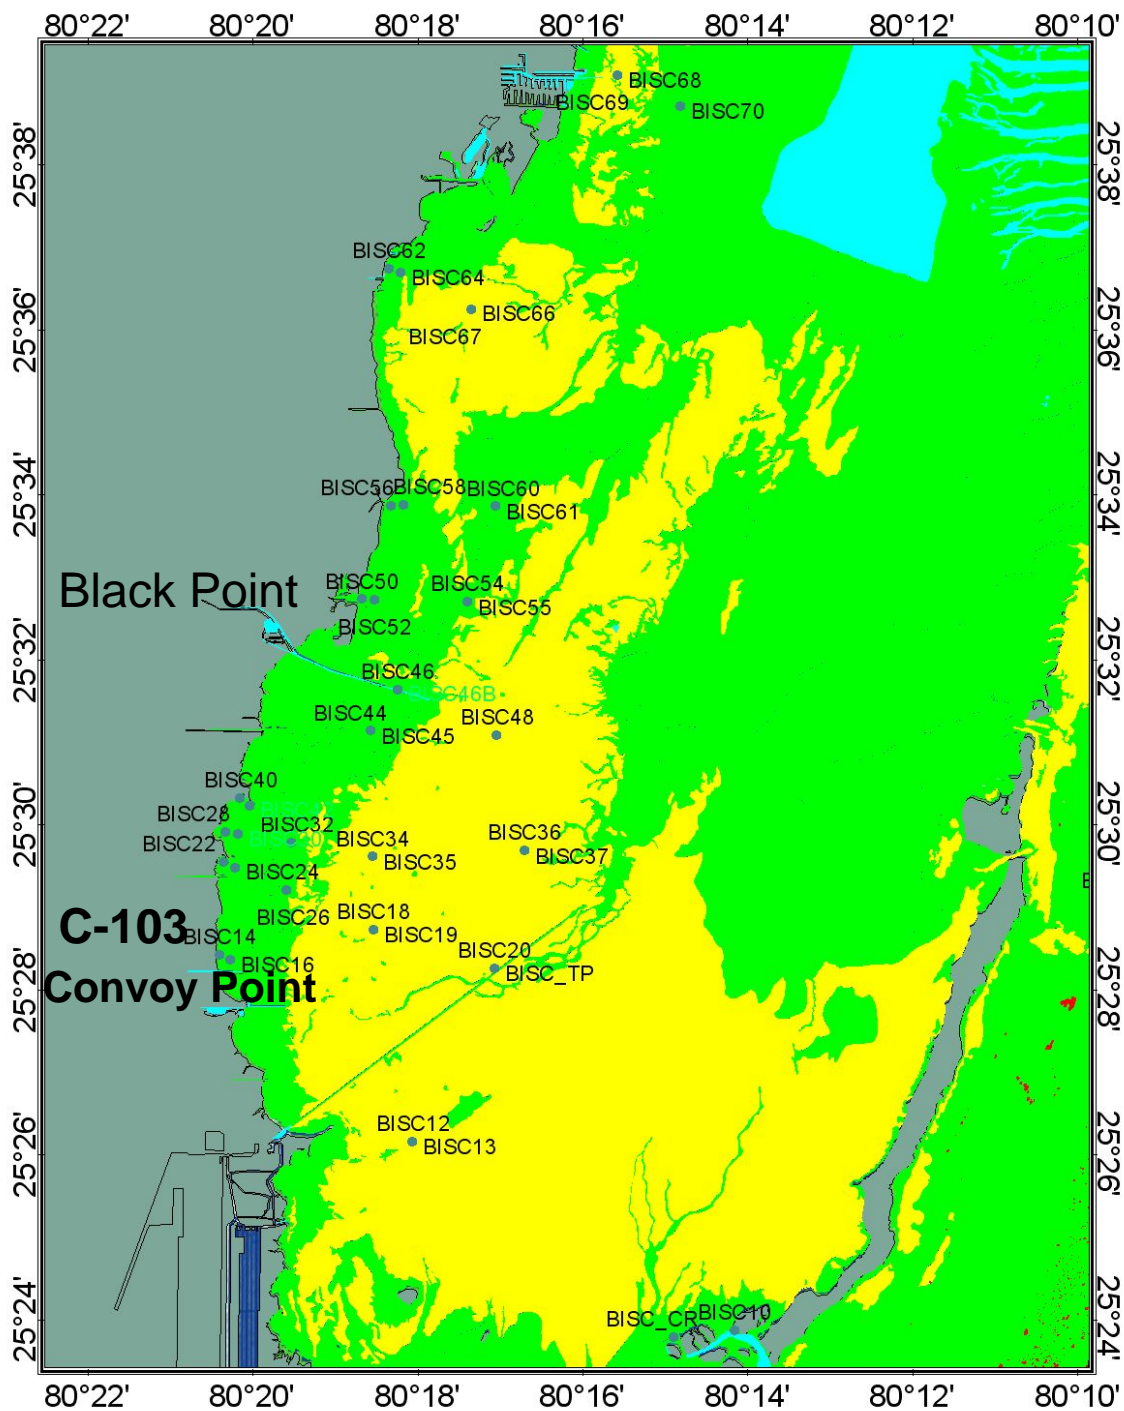 80°22' 80°20' 80°18' 80°16' 80°14' 80°12' 80°10'
BISC68
BISC69
BISC70
25°38' 25°38'
BISC62
BISC64
BISC66
25°36' BISC67 25°36'
25°34' BISC56 BISC58 BISC60 25°34'
BISC61
BISC50 BISC54
Black Point BISC55
BISC52
25°32' BISC46 25°32'
BISC46B
BISC44 BISC48
BISC45
BISC40
25°30' BISC28 BISC32 25°30'
BISC22 BISC34 BISC36
BISC35 BISC37
BISC24
BISC26 BISC18
C-103 BISC19
BISC14 BISC20
BISC16 BISC_TP
25°28' Convoy Point 25°28'
25°26' BISC12 25°26'
BISC13
25°24' BISC_CR BISC10 25°24'
80°22' 80°20' 80°18' 80°16' 80°14' 80°12' 80°10'